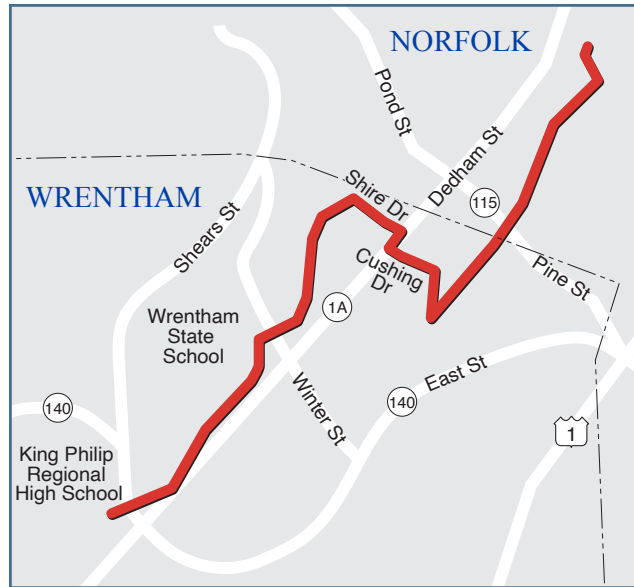 NORFOLK
Pond St
Dedham St
WRENTHAM
Shire Dr
115
Shears St
Cushing
Dr
Pine St
1A
Wrentham
State
School
Winter St
East St
140
140
1
King Philip
Regional
High School